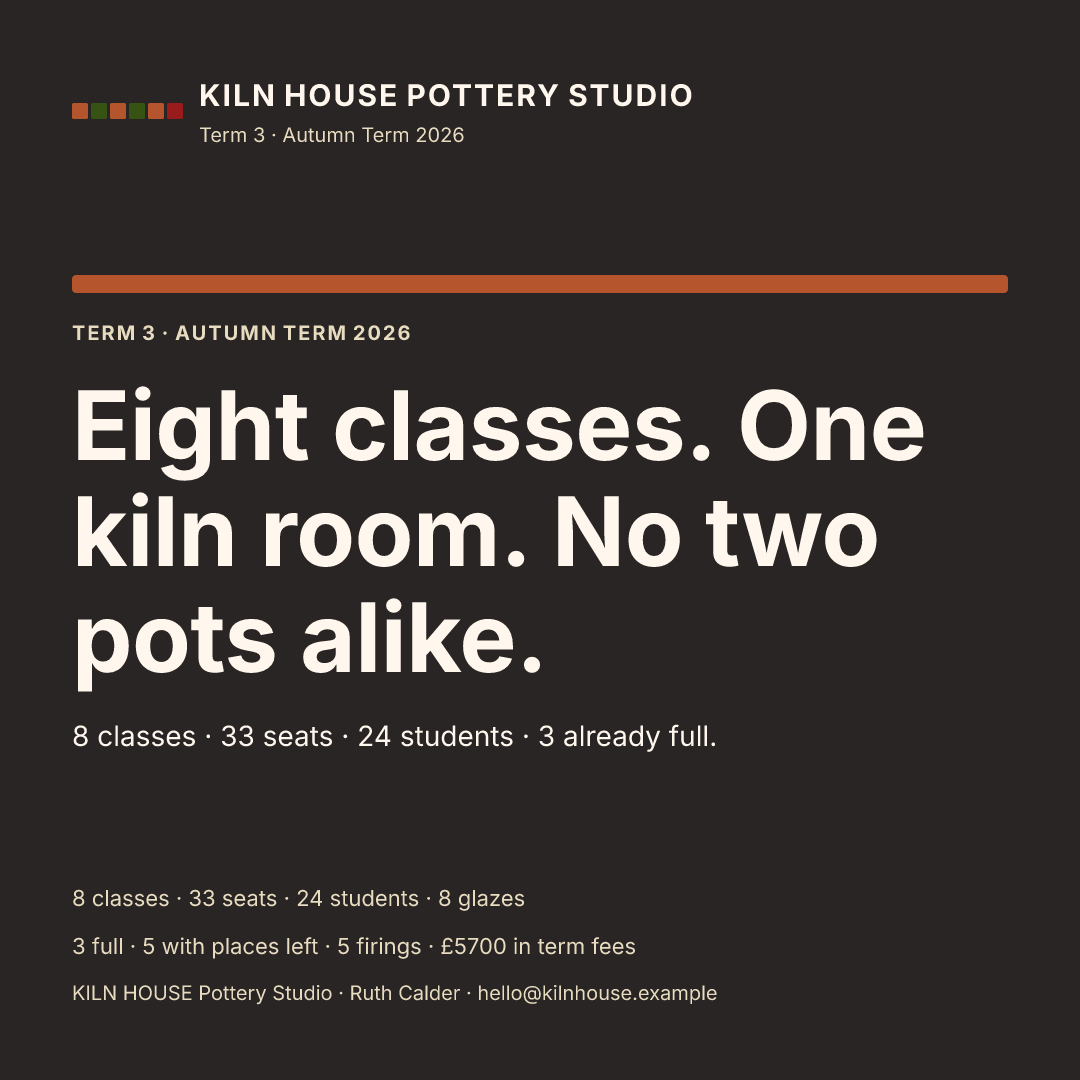 KILN HOUSE POTTERY STUDIO
Term 3 · Autumn Term 2026
TERM 3 · AUTUMN TERM 2026
Eight classes. One
kiln room. No two
pots alike.
8 classes · 33 seats · 24 students · 3 already full.
8 classes · 33 seats · 24 students · 8 glazes
3 full · 5 with places left · 5 firings · £5700 in term fees
KILN HOUSE Pottery Studio · Ruth Calder · hello@kilnhouse.example